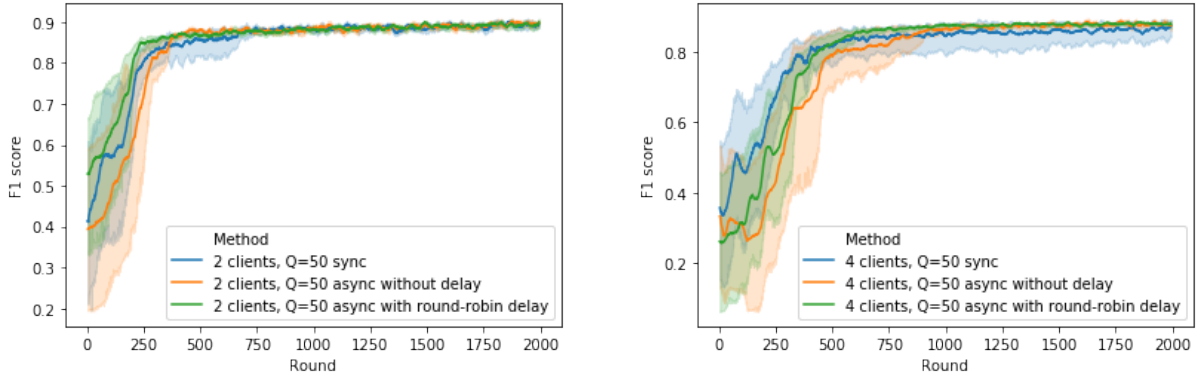 0.9
0.8
0.7
0.6
0.5
0.4
0.3
0.2
F1 score
Method
2 clients, Q=50 sync
2 clients, Q=50 async without delay
2 clients, Q=50 async with round-robin delay
0 250 500 750 1000 1250 1500 1750 2000
Round
0.8
0.6
0.4
0.2
F1 score
Method
4 clients, Q=50 sync
4 clients, Q=50 async without delay
4 clients, Q=50 async with round-robin delay
0 250 500 750 1000 1250 1500 1750 2000
Round